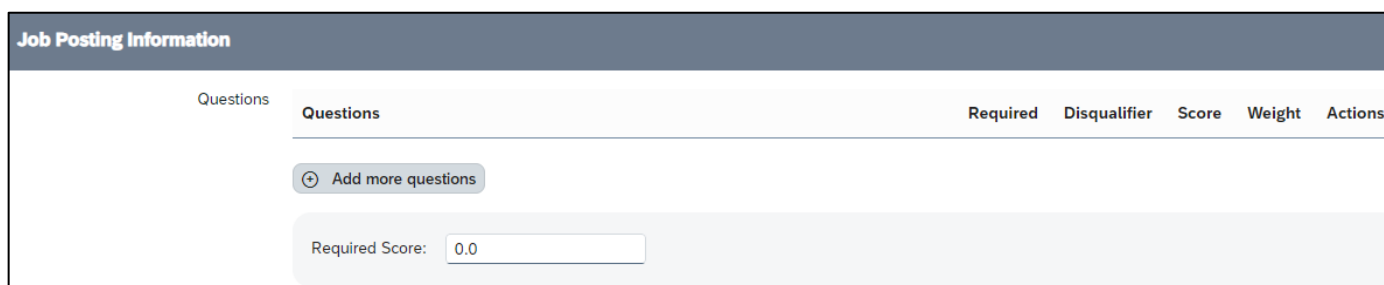 Job Posting Information
Questions
Questions Required Disqualifier Score Weight Actions
Add more questions
Required Score: 0.0